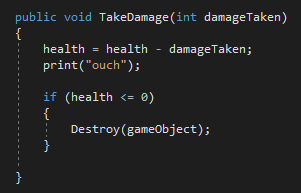 public void TakeDamage(int damageTaken)
{
health = health - damageTaken;
print("ouch");
if (health <= 0)
{
Destroy(gameObject);
}
}